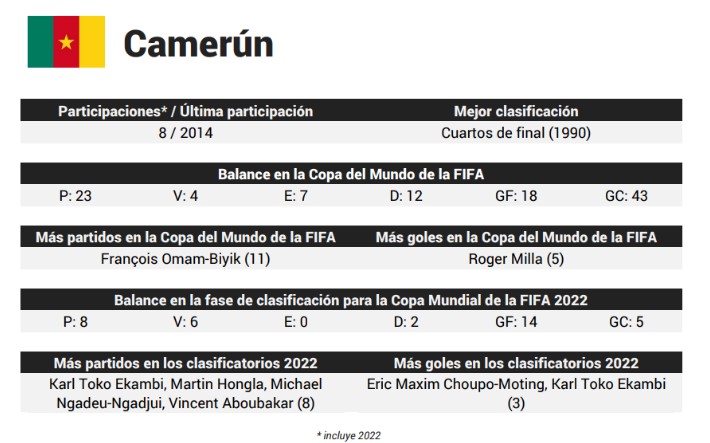 Camerún
Participaciones* / Última participación
Mejor clasificación
8 / 2014
Cuartos de final (1990)
Balance en la Copa del Mundo de la FIFA
P: 23 V: 4 E: 7 D: 12 GF: 18 GC: 43
Más partidos en la Copa del Mundo de la FIFA
Más goles en la Copa del Mundo de la FIFA
François Omam-Biyik (11)
Roger Milla (5)
Balance en la fase de clasificación para la Copa Mundial de la FIFA 2022
P: 8 V: 6 E: 0 D: 2 GF: 14 GC: 5
Más partidos en los clasificatorios 2022
Más goles en los clasificatorios 2022
Karl Toko Ekambi, Martin Hongla, Michael
Ngadeu-Ngadjui, Vincent Aboubakar (8)
Eric Maxim Choupo-Moting, Karl Toko Ekambi
(3)
* incluye 2022